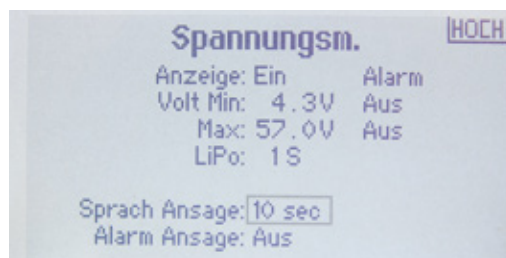 Spannungsm. HOCH
Anzeige: Ein Alarm
Volt Min: 4.3V Aus
Max: 57.0V Aus
LiPo: 1S
Sprach Ansage: 10 sec
Alarm Ansage: Aus